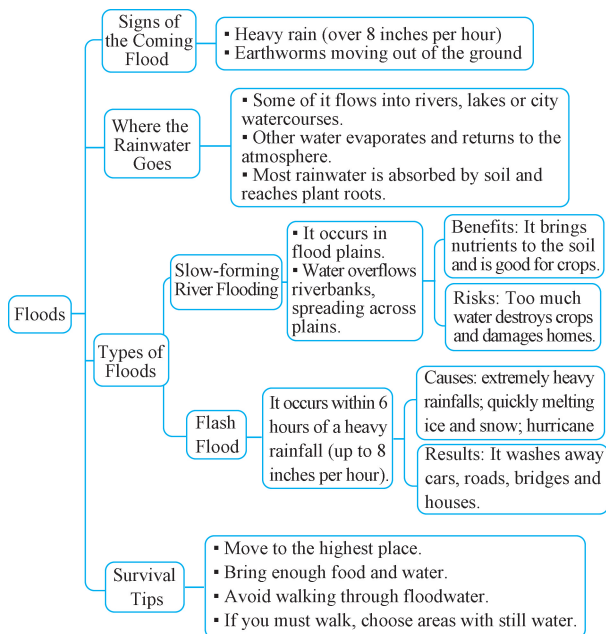 Signs of
the Coming
Flood
▪ Heavy rain (over 8 inches per hour)
▪ Earthworms moving out of the ground
Where the
Rainwater
Goes
▪ Some of it flows into rivers, lakes or city
watercourses.
▪ Other water evaporates and returns to the
atmosphere.
▪ Most rainwater is absorbed by soil and
reaches plant roots.
Floods
Types of
Floods
Slow-forming
River Flooding
▪ It occurs in
flood plains.
▪ Water overflows
riverbanks,
spreading across
plains.
Benefits: It brings
nutrients to the soil
and is good for crops.
Risks: Too much
water destroys crops
and damages homes.
Flash
Flood
It occurs within 6
hours of a heavy
rainfall (up to 8
inches per hour).
Causes: extremely heavy
rainfalls; quickly melting
ice and snow; hurricane
Results: It washes away
cars, roads, bridges and
houses.
Survival
Tips
▪ Move to the highest place.
▪ Bring enough food and water.
▪ Avoid walking through floodwater.
▪ If you must walk, choose areas with still water.